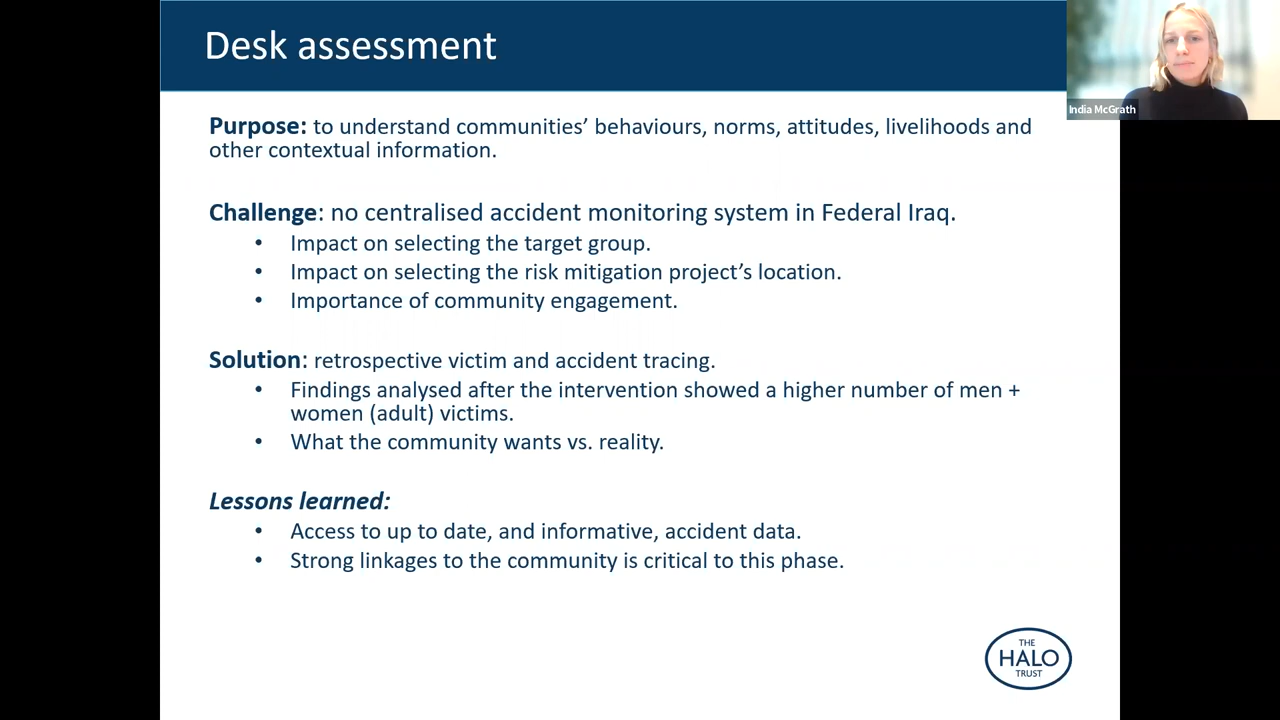 Desk assessment
India McGrath
Purpose: to understand communities' behaviours, norms, attitudes, livelihoods and
other contextual information.
Challenge: no centralised accident monitoring system in Federal Iraq.
• Impact on selecting the target group.
• Impact on selecting the risk mitigation project's location.
• Importance of community engagement.
Solution: retrospective victim and accident tracing.
• Findings analysed after the intervention showed a higher number of men +
women (adult) victims.
• What the community wants vs. reality.
Lessons learned:
• Access to up to date, and informative, accident data.
• Strong linkages to the community is critical to this phase.
THE
HALO
TRUST